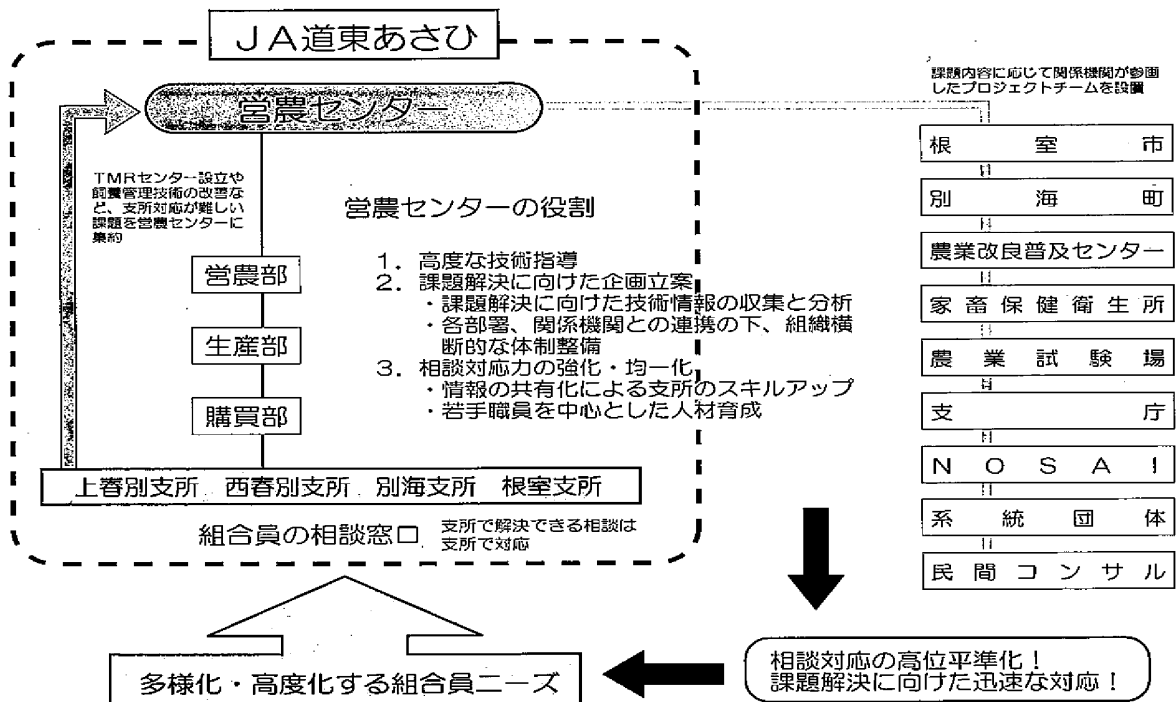 JA道東あさひ
営農センター
課題内容に応じて関係機関が参画
したプロジェクトチームを設置
TMRセンター設立や
飼養管理技術の改善な
ど、支所対応が難しい
課題を営農センターに
集約
営農センターの役割
1. 高度な技術指導
2. 課題解決に向けた企画立案
・課題解決に向けた技術情報の収集と分析
・各部署、関係機関との連携の下、組織横
断的な体制整備
3. 相談対応力の強化・均一化
・情報の共有化による支所のスキルアップ
・若手職員を中心とした人材育成
営農部
生産部
購買部
上春別支所 西春別支所 別海支所 根室支所
組合員の相談窓口
支所で解決できる相談は
支所で対応
根室市
別海町
農業改良普及センター
家畜保健衛生所
農業試験場
支庁
NOSAI
系統団体
民間コンサル
多様化・高度化する組合員ニーズ
相談対応の高位平準化!
課題解決に向けた迅速な対応!